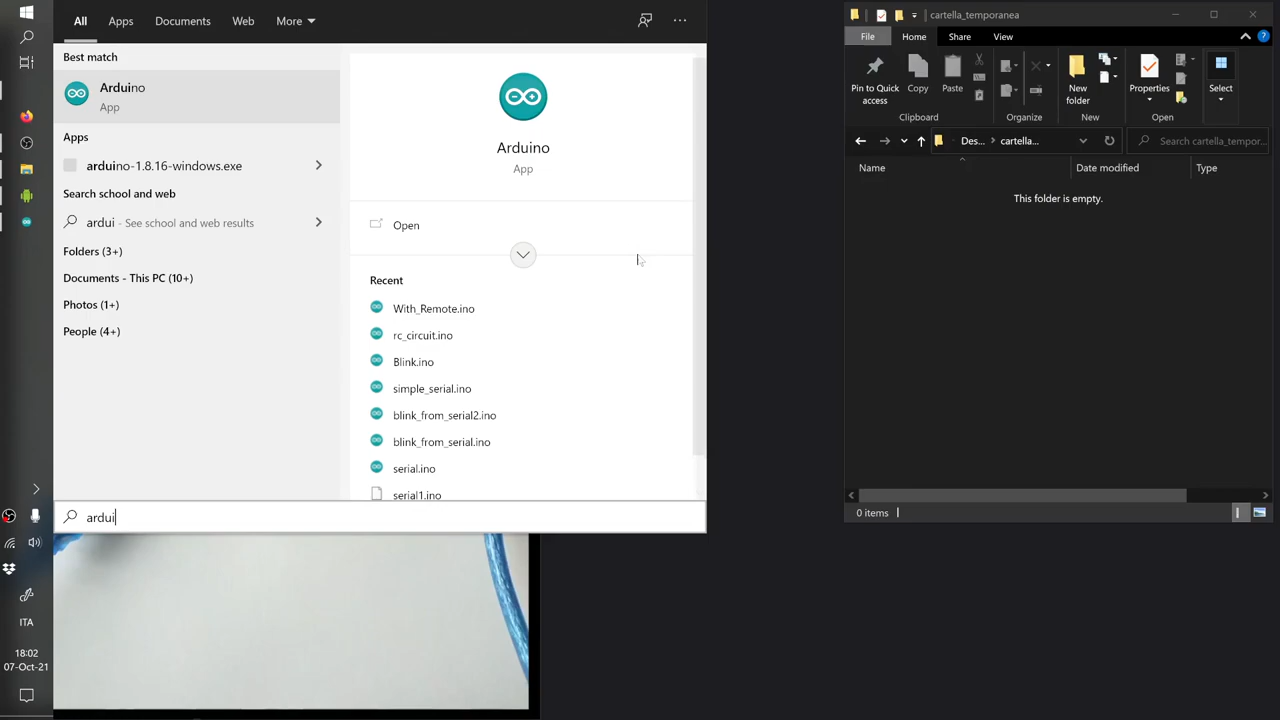 All Apps Documents Web More
Best match
Arduino
App
Apps
arduino-1.8.16-windows.exe
Search school and web
ardui - See school and web results
Folders (3+)
Documents - This PC (10+)
Photos (1+)
People (4+)
Arduino
App
Open
Recent
With_Remote.ino
rc_circuit.ino
Blink.ino
simple_serial.ino
blink_from_serial2.ino
blink_from_serial.ino
serial.ino
serial1.ino
ardui
ITA
18:02
07-Oct-21
cartella_temporanea
File Home Share View
Pin to Quick access
Copy
Paste
New folder
Properties
Select
Clipboard Organize New Open
Des... cartella... Search cartella_tempor...
Name Date modified Type
This folder is empty.
0 items